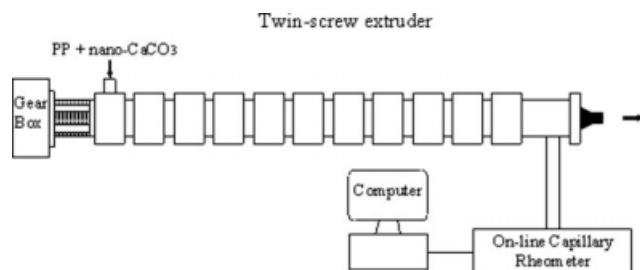 Twin-screw extruder
PP + nano-CaCO3
Gear
Box
Computer
On-line Capillary
Rheometer